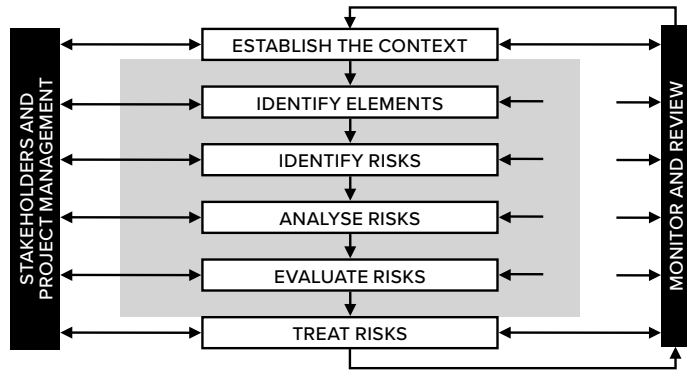 ESTABLISH THE CONTEXT
IDENTIFY ELEMENTS
IDENTIFY RISKS
ANALYSE RISKS
EVALUATE RISKS
TREAT RISKS
STAKEHOLDERS AND
PROJECT MANAGEMENT
MONITOR AND REVIEW